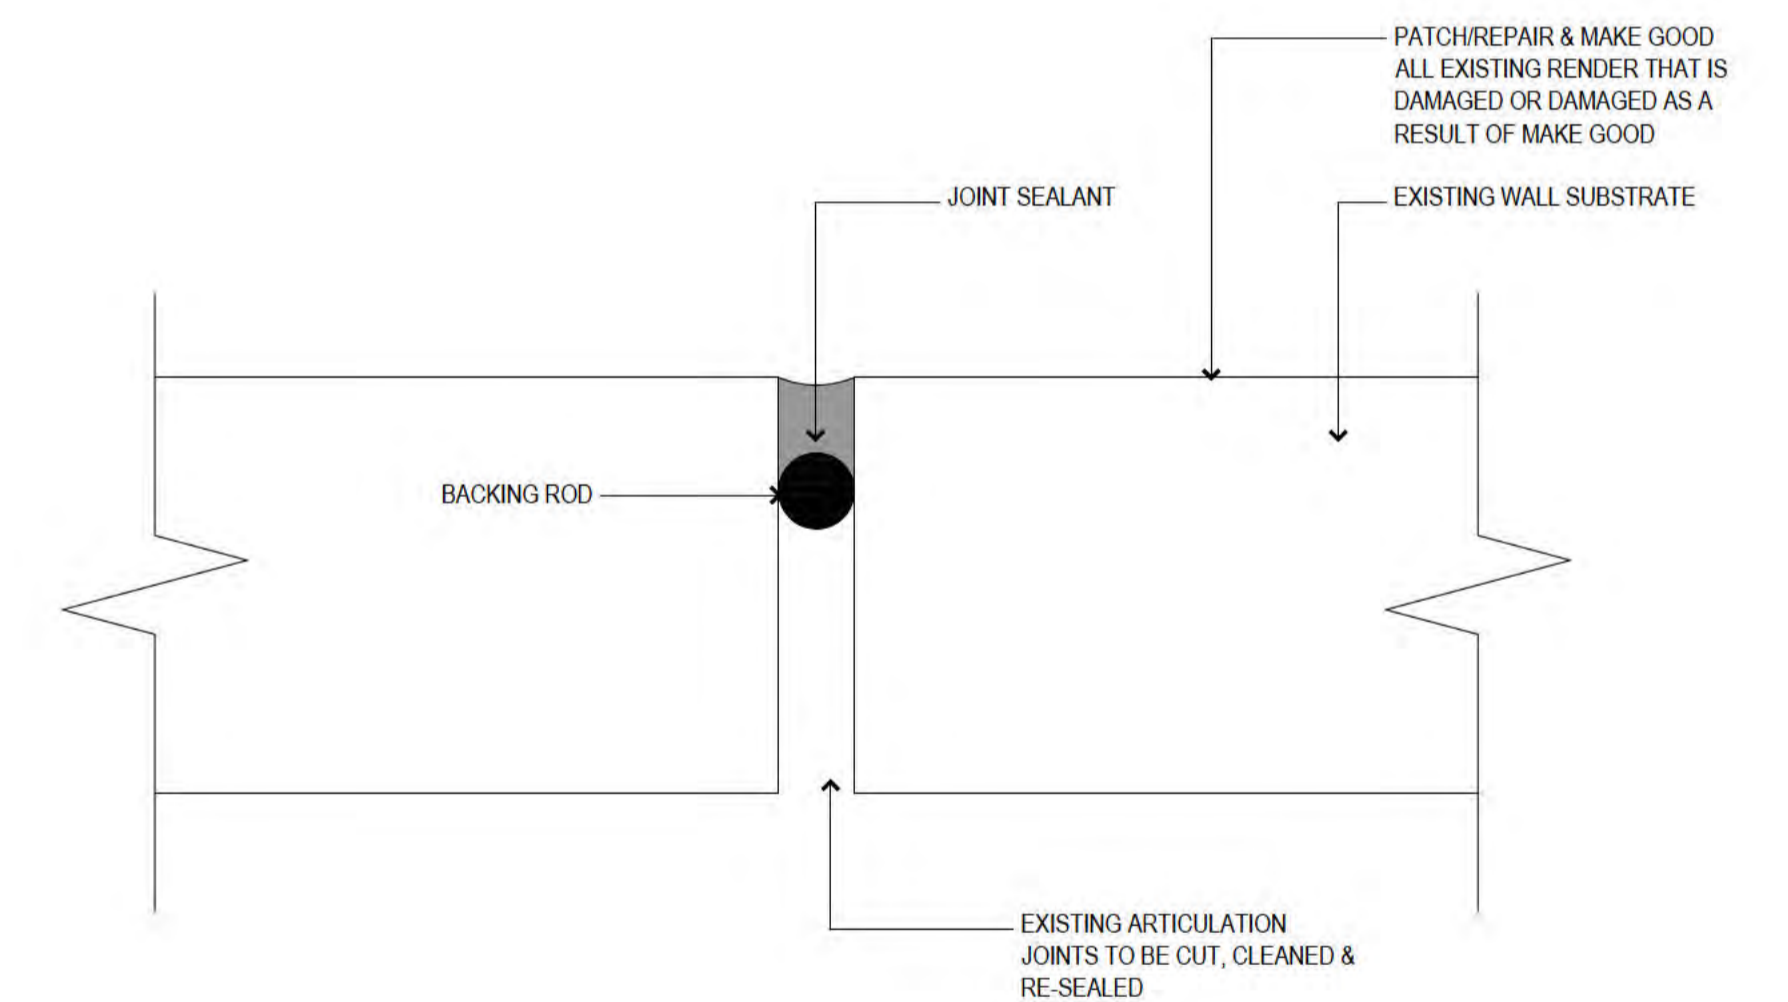 PATCH/REPAIR & MAKE GOOD
ALL EXISTING RENDER THAT IS
DAMAGED OR DAMAGED AS A
RESULT OF MAKE GOOD
JOINT SEALANT
EXISTING WALL SUBSTRATE
BACKING ROD
EXISTING ARTICULATION
JOINTS TO BE CUT, CLEANED &
RE-SEALED